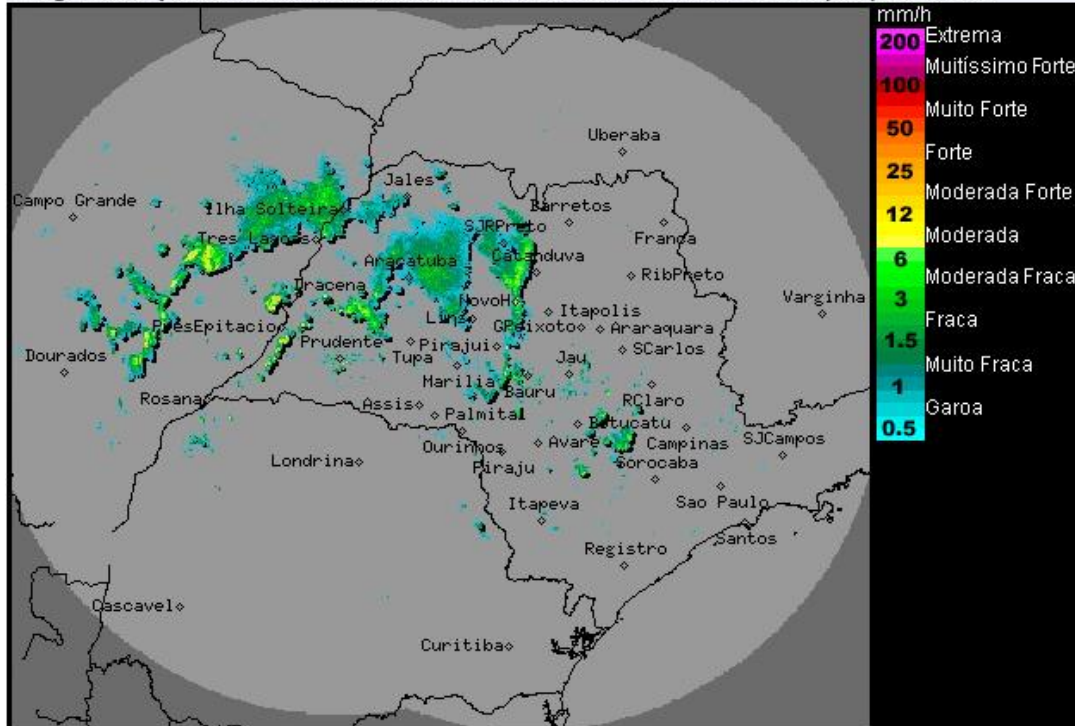 mm/h
200 Extrema
Muitíssimo Forte
100
Muito Forte
50
Forte
25
Moderada Forte
12
Moderada
6
Moderada Fraca
3
Fraca
1.5
Muito Fraca
1
Garoa
0.5
Uberaba
Jales
Campo Grande
Ilha Solteira
Barretos
SJRPreto
Franca
Tres Lagoas
Catanduva
Aracatuba
RibPreto
Dracena
Varginha
NovoH
Itapolis
Lins
PresEpitacio
GPeixoto
Araraquara
Prudente
Pirajui
SCarlos
Dourados
Tupa
Jau
Marilia
Bauru
Rosana
Assis
RClaro
Palmital
Botucatu
Campinas
SJCampos
Ourinhos
Avare
Londrina
Piraju
Sorocaba
Itapeva
Sao Paulo
Santos
Registro
Cascavel
Curitiba